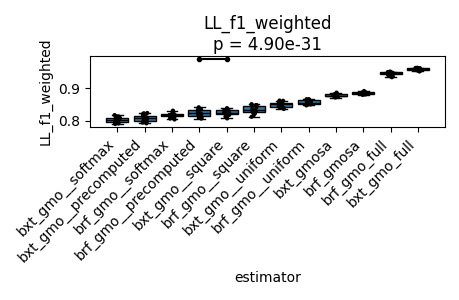 LL_f1_weighted
p = 4.90e-31
LL_f1_weighted
0.9
0.8
bxt_gmo__softmax
bxt_gmo__precomputed
brf_gmo__softmax
brf_gmo__precomputed
bxt_gmo__square
brf_gmo__square
bxt_gmo__uniform
brf_gmo__uniform
bxt_gmosa
brf_gmosa
brf_gmo_full
bxt_gmo_full
estimator